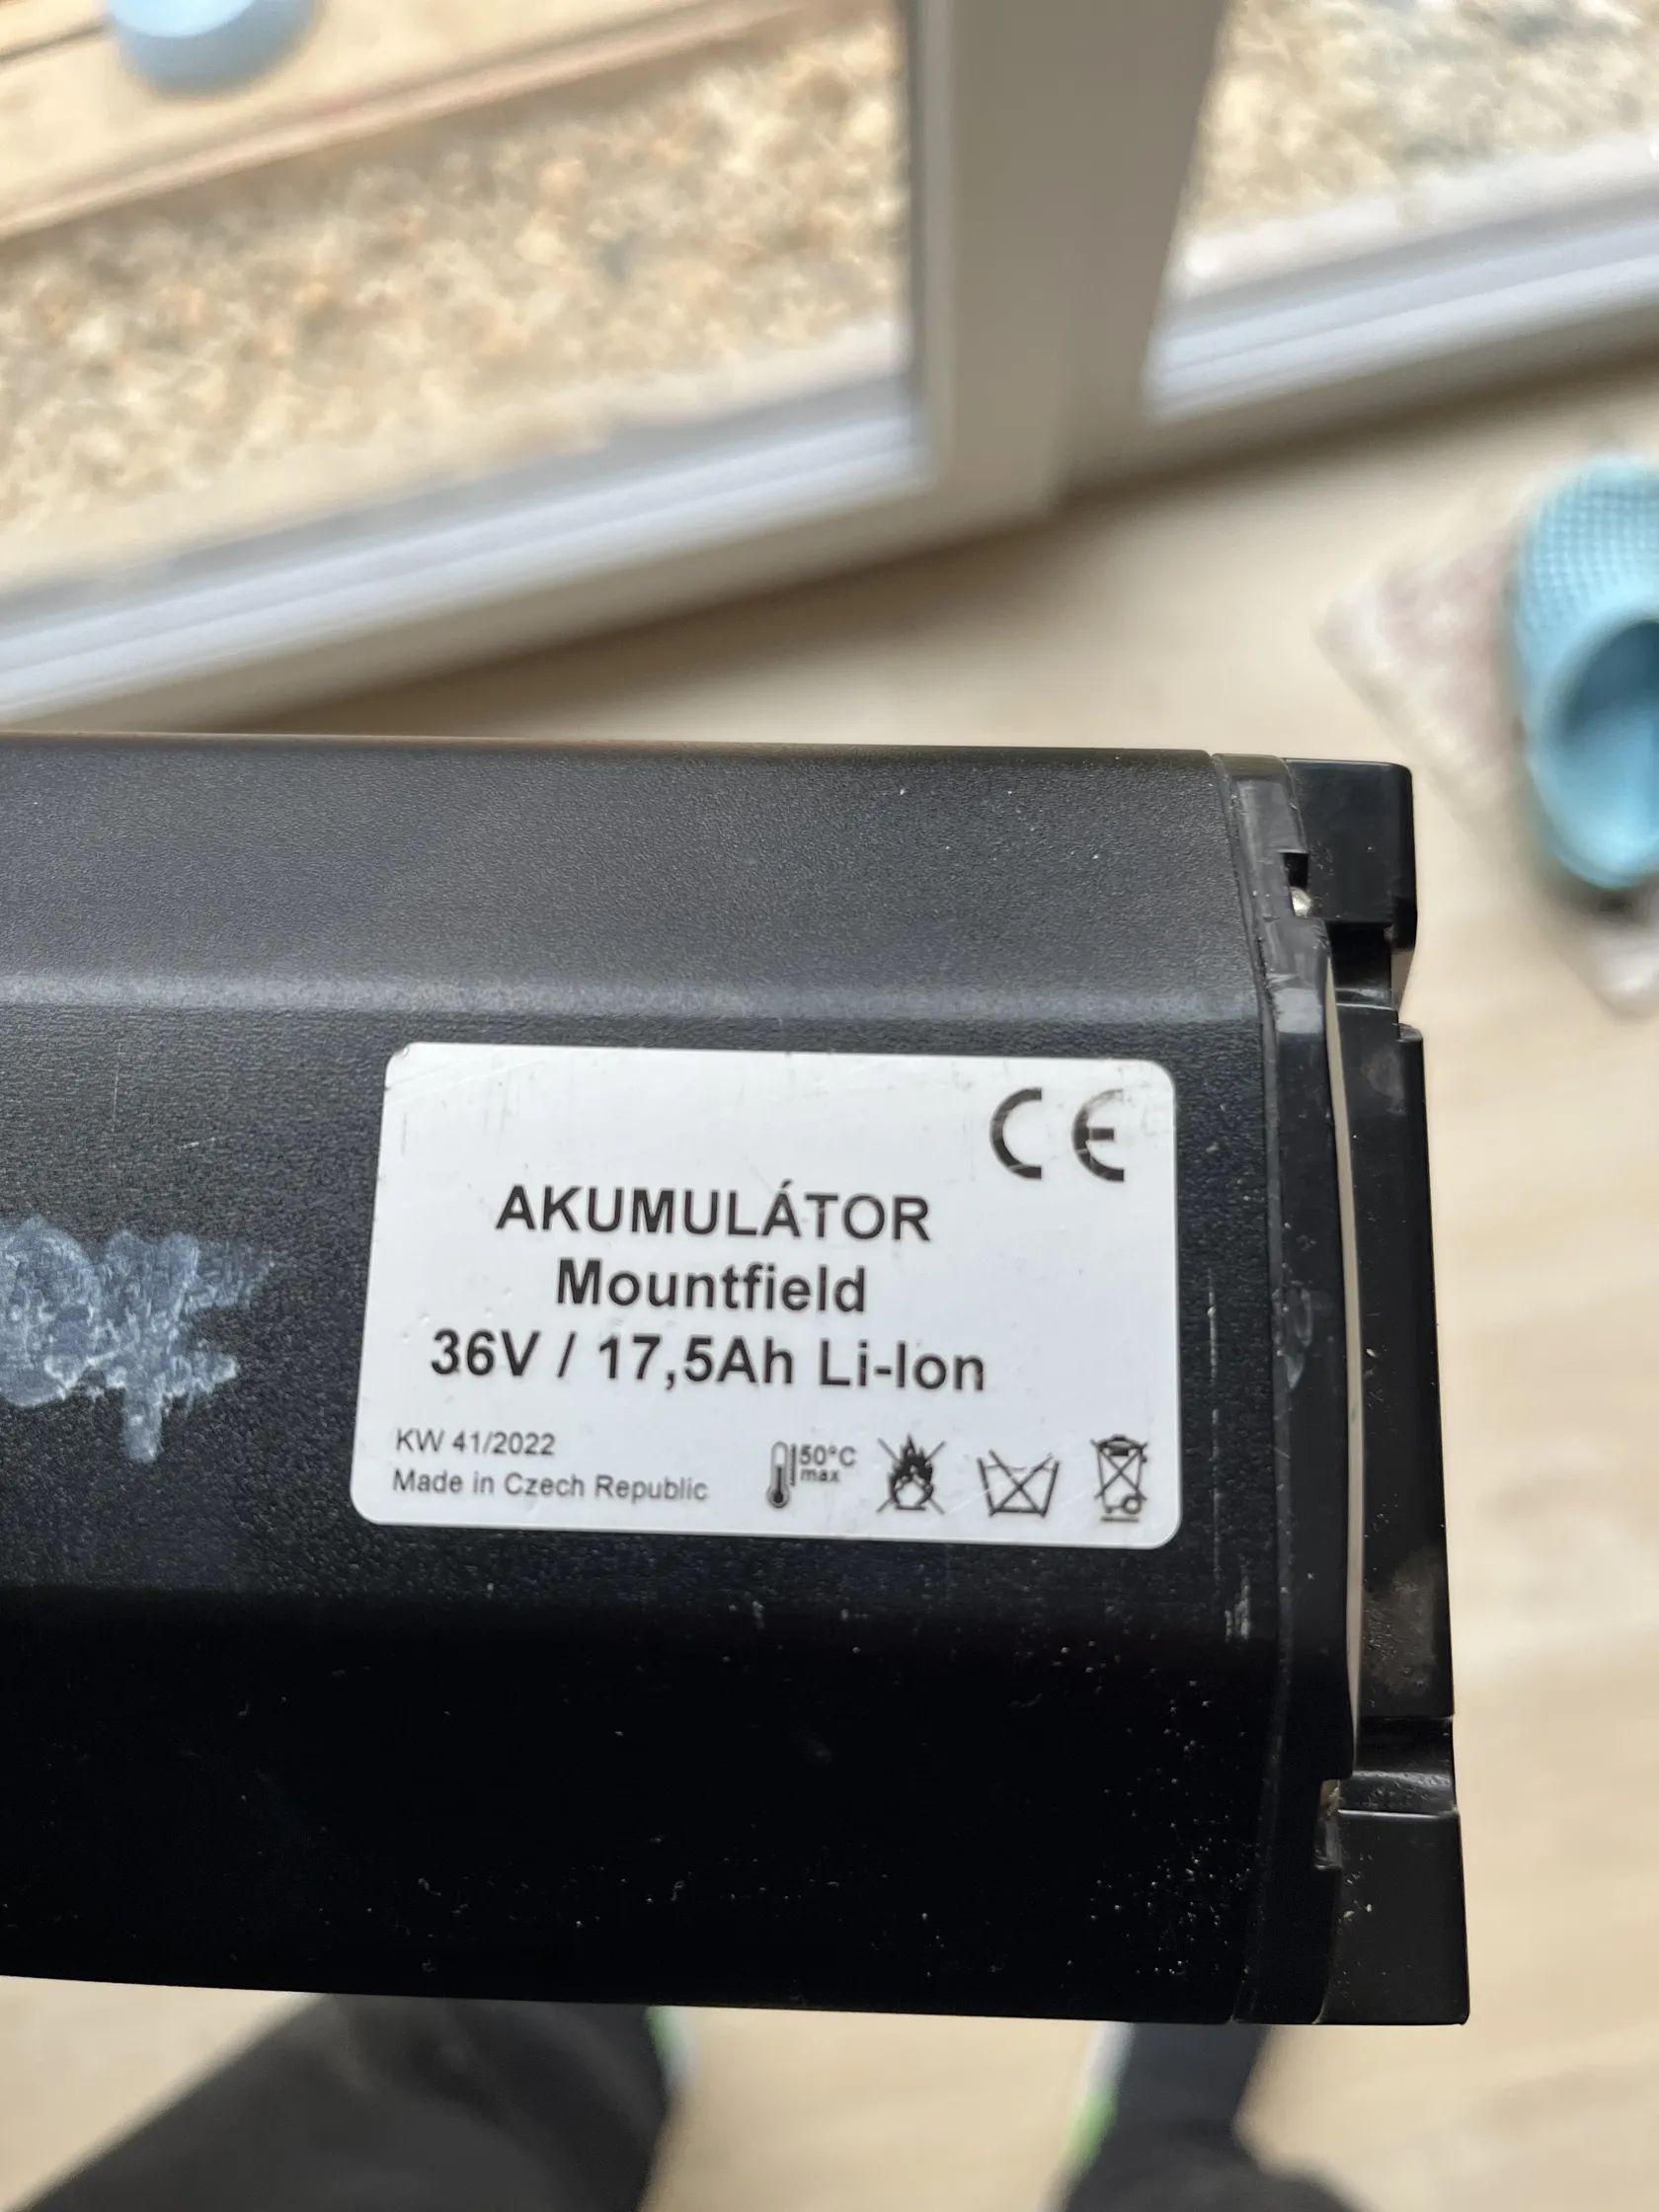 CE
AKUMULÁTOR
Mountfield
36V / 17,5Ah Li-Ion
KW 41/2022
Made in Czech Republic
50°C
max